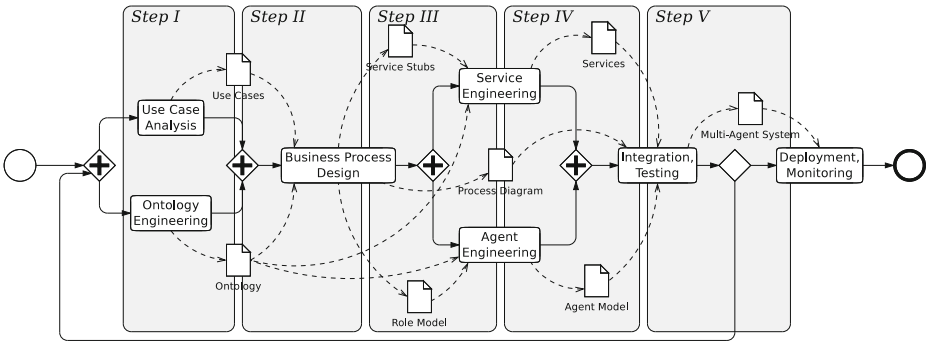 Step I
Step II
Step III
Step IV
Step V
Use Cases
Service Stubs
Services
Service
Engineering
Use Case
Analysis
Multi-Agent System
Business Process
Design
Process Diagram
Integration,
Testing
Deployment,
Monitoring
Ontology
Engineering
Agent
Engineering
Ontology
Role Model
Agent Model